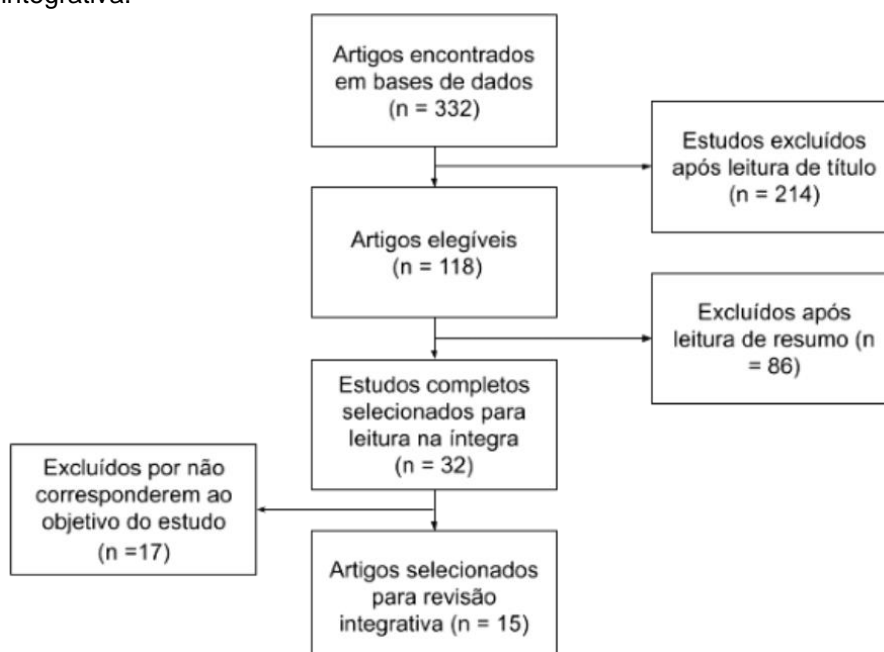 integrativa.
Artigos encontrados
em bases de dados
(n = 332)
Estudos excluídos
após leitura de título
(n = 214)
Artigos elegíveis
(n = 118)
Excluídos após
leitura de resumo (n
= 86)
Estudos completos
selecionados para
leitura na íntegra
(n = 32)
Excluídos por não
corresponderem ao
objetivo do estudo
(n =17)
Artigos selecionados
para revisão
integrativa (n = 15)